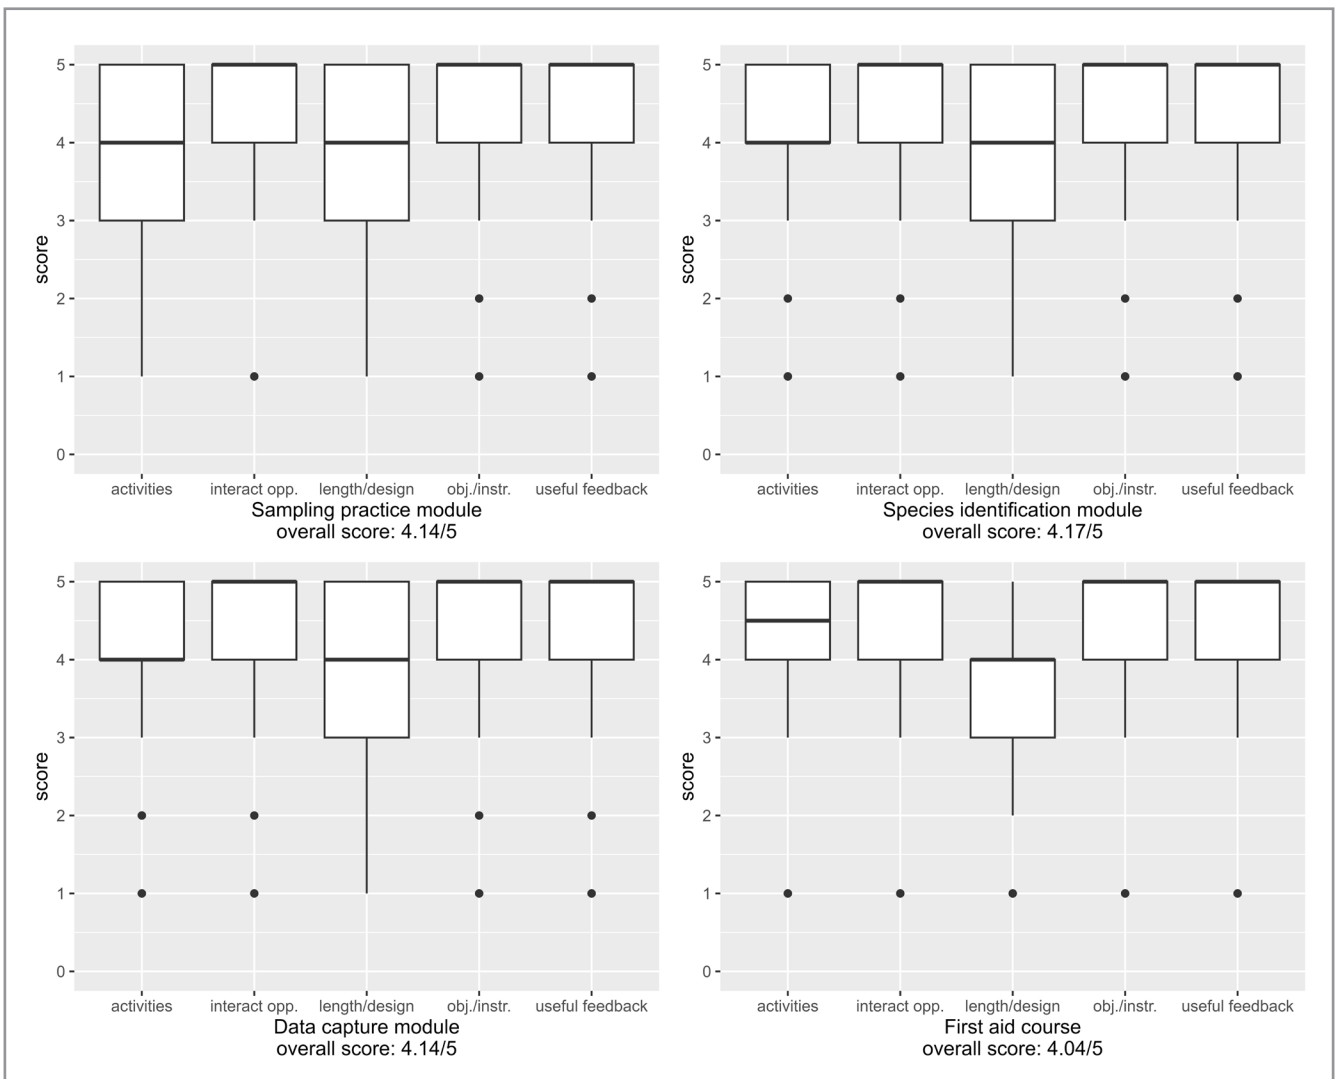 5
4
3
2
1
0
score
activities interact opp. length/design obj./instr. useful feedback
Sampling practice module
overall score: 4.14/5
5
4
3
2
1
0
score
activities interact opp. length/design obj./instr. useful feedback
Species identification module
overall score: 4.17/5
5
4
3
2
1
0
score
activities interact opp. length/design obj./instr. useful feedback
Data capture module
overall score: 4.14/5
5
4
3
2
1
0
score
activities interact opp. length/design obj./instr. useful feedback
First aid course
overall score: 4.04/5